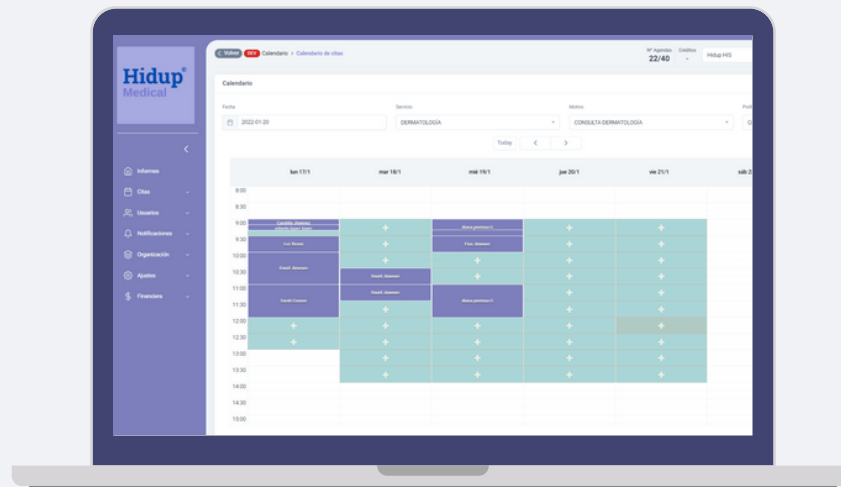 Hidup®
Medical
Informes
Citas
Usuarios
Notificaciones
Organización
Ajustes
Financiera
Volver DEV Calendario > Calendario de citas
Nº Agendas Créditos
22/40 -
Hidup HIS
Calendario
Fecha Servicio Motivo
2022-01-20 DERMATOLOGÍA CONSULTA DERMATOLOGÍA
Today
lun 17/1 mar 18/1 mié 19/1 jue 20/1 vie 21/1 sáb 2
8:00
8:30
9:00
9:30
10:00
10:30
11:00
11:30
12:00
12:30
13:00
13:30
14:00
14:30
15:00